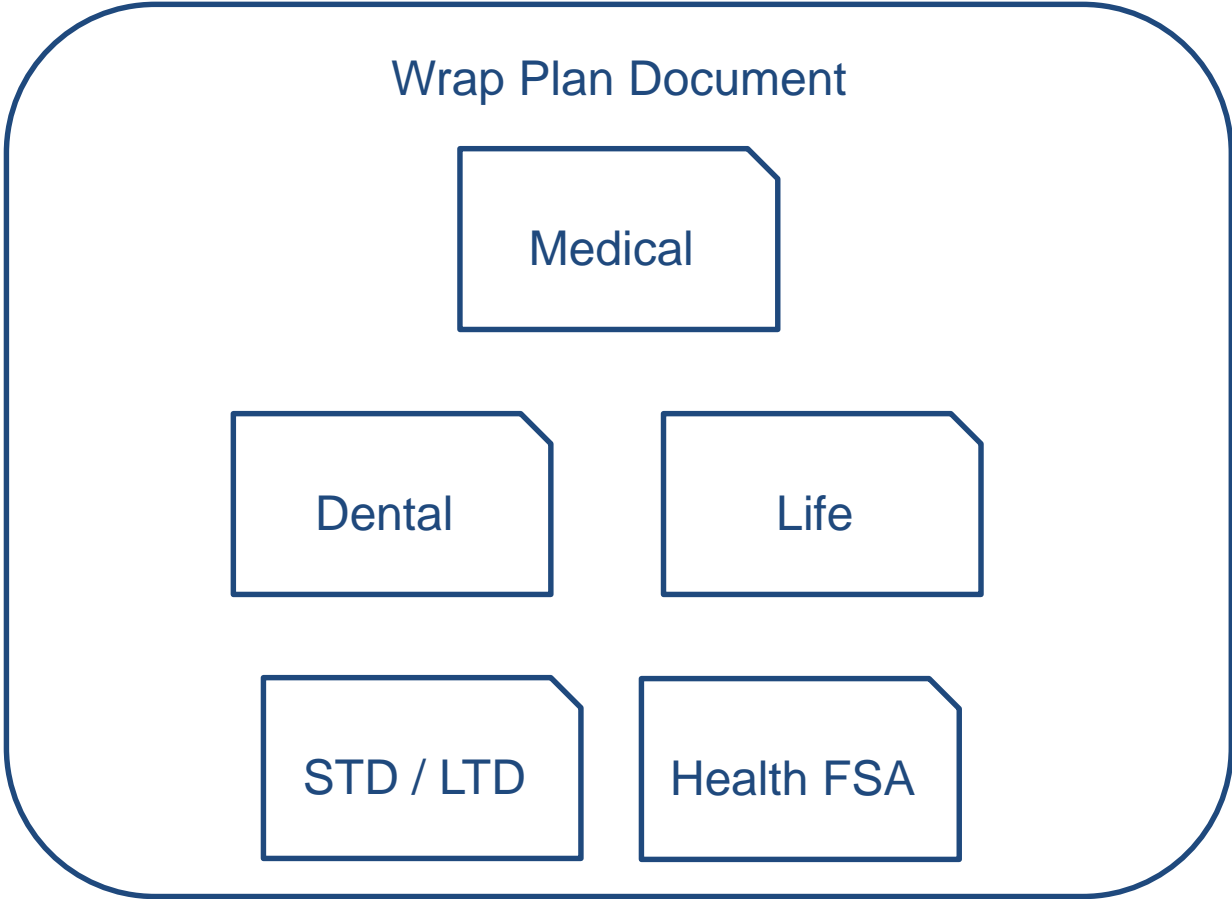 Wrap Plan Document
Medical
Dental
Life
STD / LTD
Health FSA